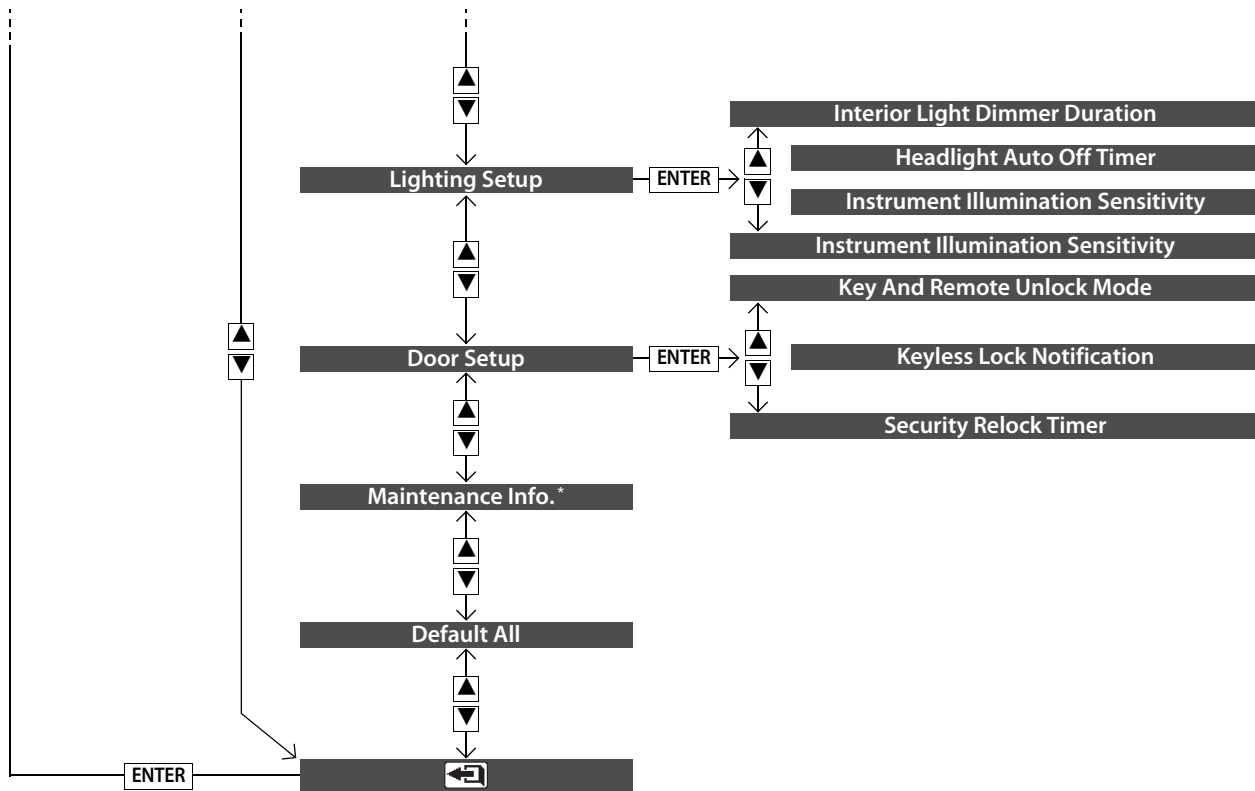 Interior Light Dimmer Duration
Headlight Auto Off Timer
Lighting Setup
ENTER
Instrument Illumination Sensitivity
Instrument Illumination Sensitivity
Key And Remote Unlock Mode
Door Setup
ENTER
Keyless Lock Notification
Security Relock Timer
Maintenance Info.*
Default All
ENTER